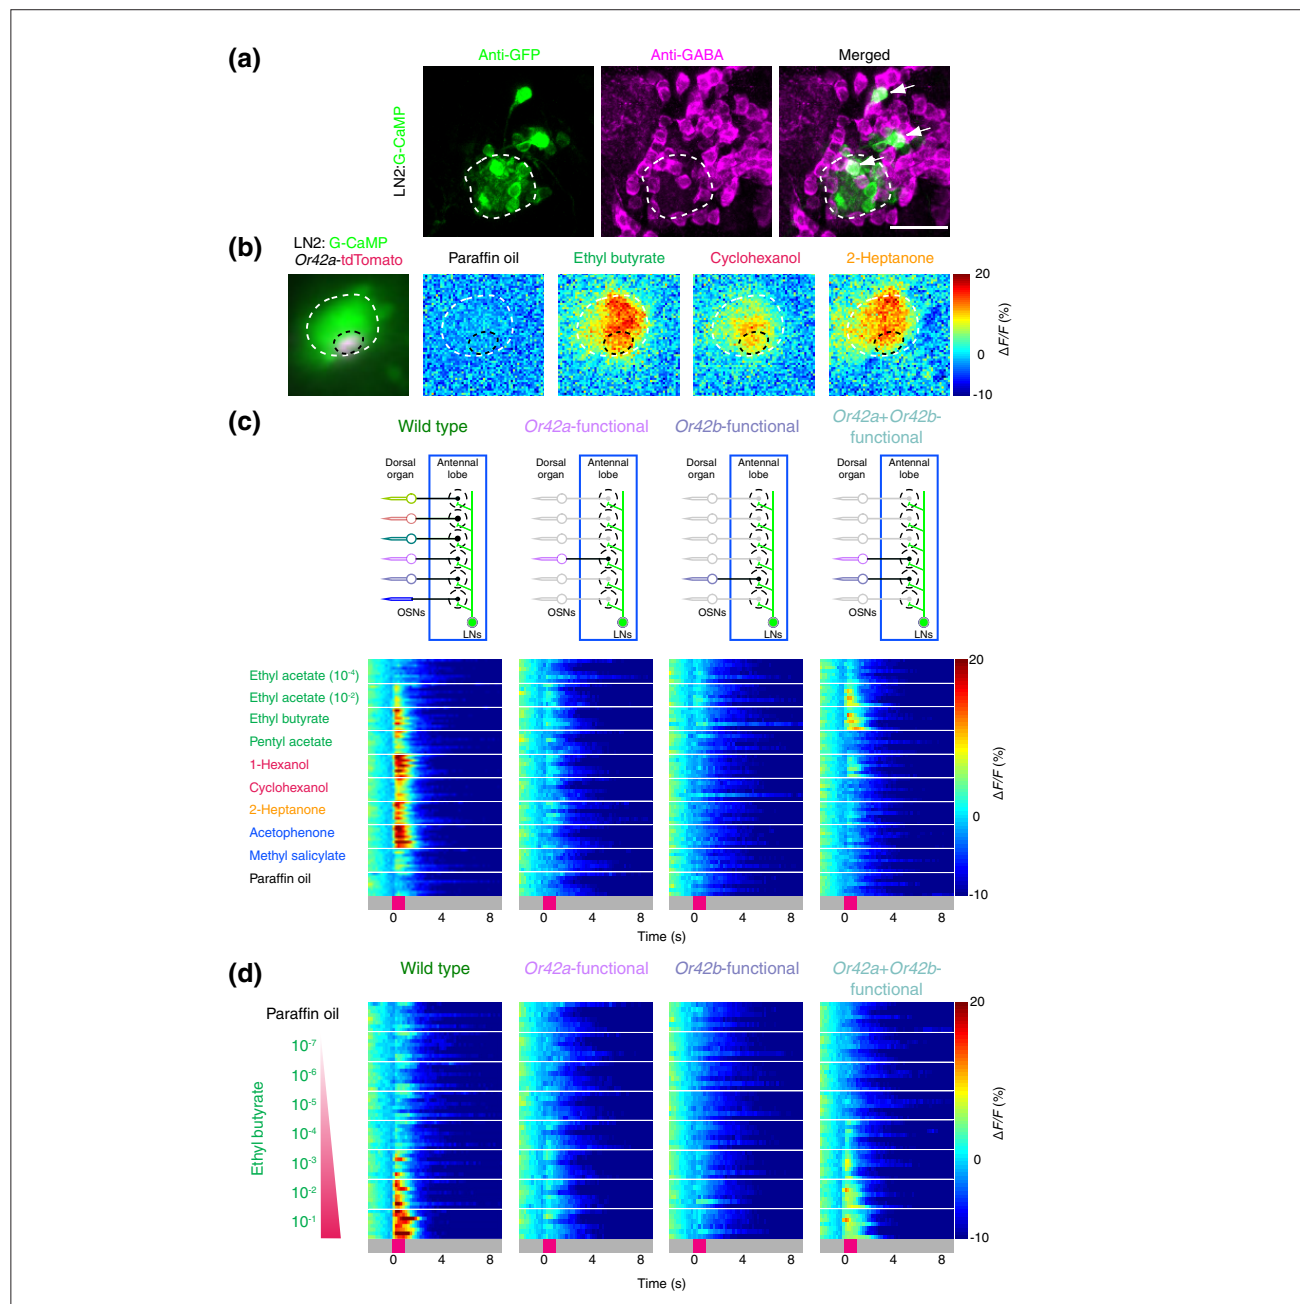 (a)
Anti-GFP Anti-GABA Merged
LN2:G-CaMP
(b)
LN2: G-CaMP
Or42a-tdTomato
Paraffin oil Ethyl butyrate Cyclohexanol 2-Heptanone
20
0
-10
ΔF/F (%)
(c)
Wild type Or42a-functional Or42b-functional Or42a+Or42b-
functional
Dorsal organ Antennal lobe Dorsal organ Antennal lobe Dorsal organ Antennal lobe Dorsal organ Antennal lobe
OSNs OSNs OSNs OSNs
LNs LNs LNs LNs
Ethyl acetate (10-4)
Ethyl acetate (10-2)
Ethyl butyrate
Pentyl acetate
1-Hexanol
Cyclohexanol
2-Heptanone
Acetophenone
Methyl salicylate
Paraffin oil
20
0
-10
ΔF/F (%)
0 4 8 0 4 8 0 4 8 0 4 8
Time (s)
(d)
Wild type Or42a-functional Or42b-functional Or42a+Or42b-
functional
Paraffin oil
Ethyl butyrate
10-7
10-6
10-5
10-4
10-3
10-2
10-1
20
0
-10
ΔF/F (%)
0 4 8 0 4 8 0 4 8 0 4 8
Time (s)